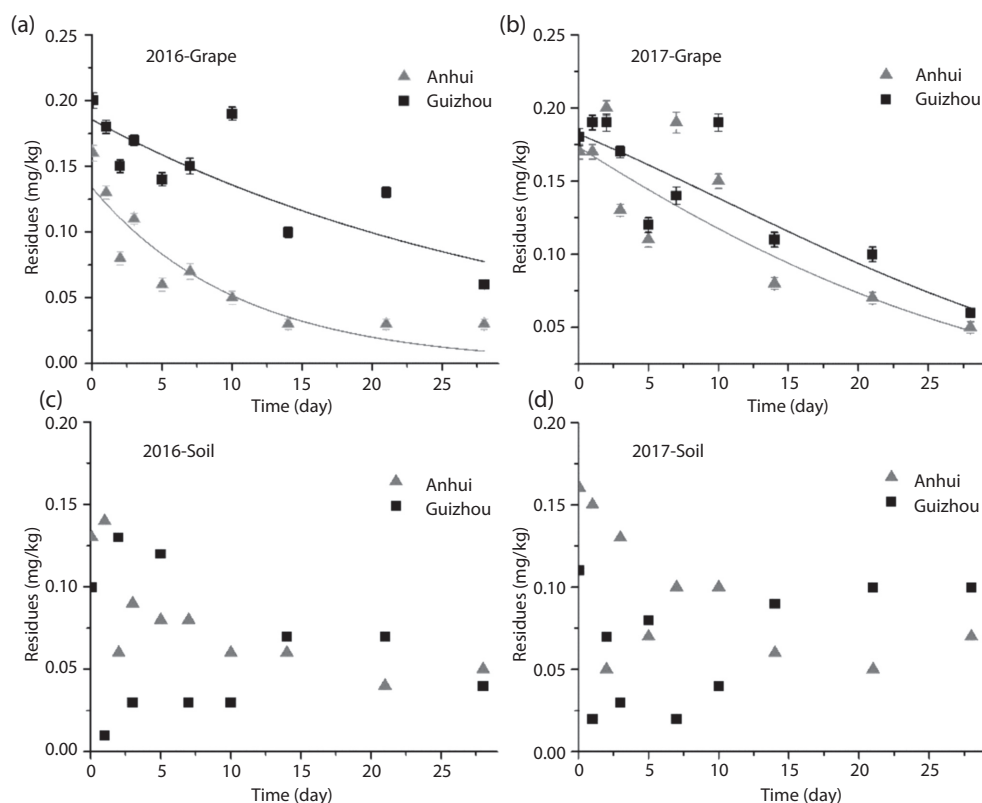 (a)
0.25
0.20
0.15
0.10
0.05
0.00
Residues (mg/kg)
2016-Grape
Anhui
Guizhou
0 5 10 15 20 25
Time (day)
(b)
0.25
0.20
0.15
0.10
0.05
Residues (mg/kg)
2017-Grape
Anhui
Guizhou
0 5 10 15 20 25
Time (day)
(c)
0.20
0.15
0.10
0.05
0.00
Residues (mg/kg)
2016-Soil
Anhui
Guizhou
0 5 10 15 20 25
Time (day)
(d)
0.20
0.15
0.10
0.05
0.00
Residues (mg/kg)
2017-Soil
Anhui
Guizhou
0 5 10 15 20 25
Time (day)